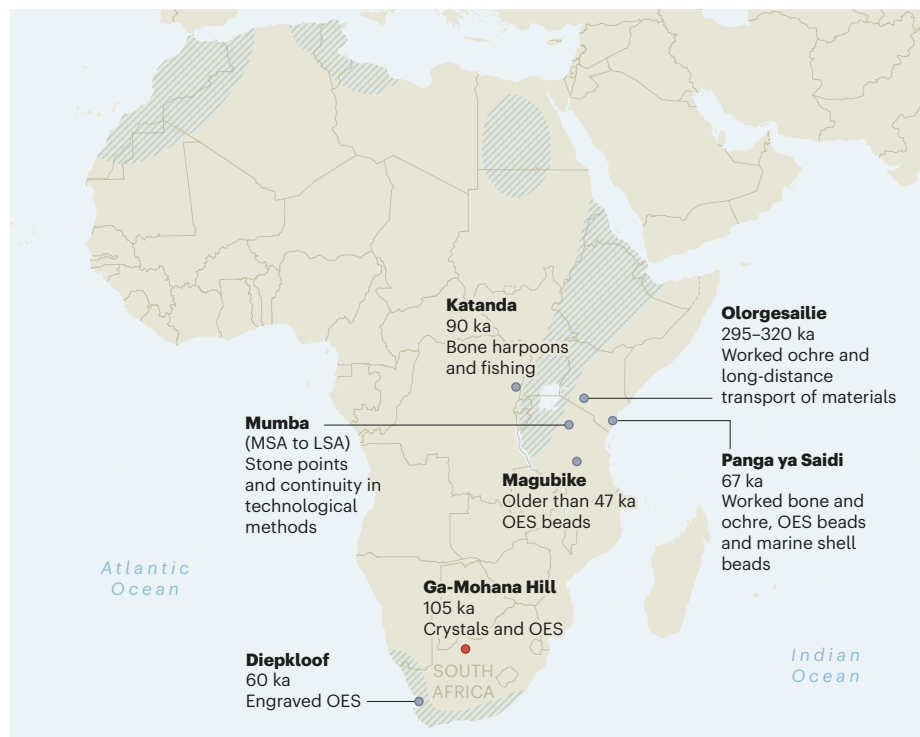 Katanda
90 ka
Bone harpoons
and fishing
Olorgesailie
295–320 ka
Worked ochre and
long-distance
transport of materials
Mumba
(MSA to LSA)
Stone points
and continuity in
technological
methods
Magubike
Older than 47 ka
OES beads
Panga ya Saidi
67 ka
Worked bone and
ochre, OES beads
and marine shell
beads
Atlantic
Ocean
Ga-Mohana Hill
105 ka
Crystals and OES
Diepkloof
60 ka
Engraved OES
SOUTH
AFRICA
Indian
Ocean